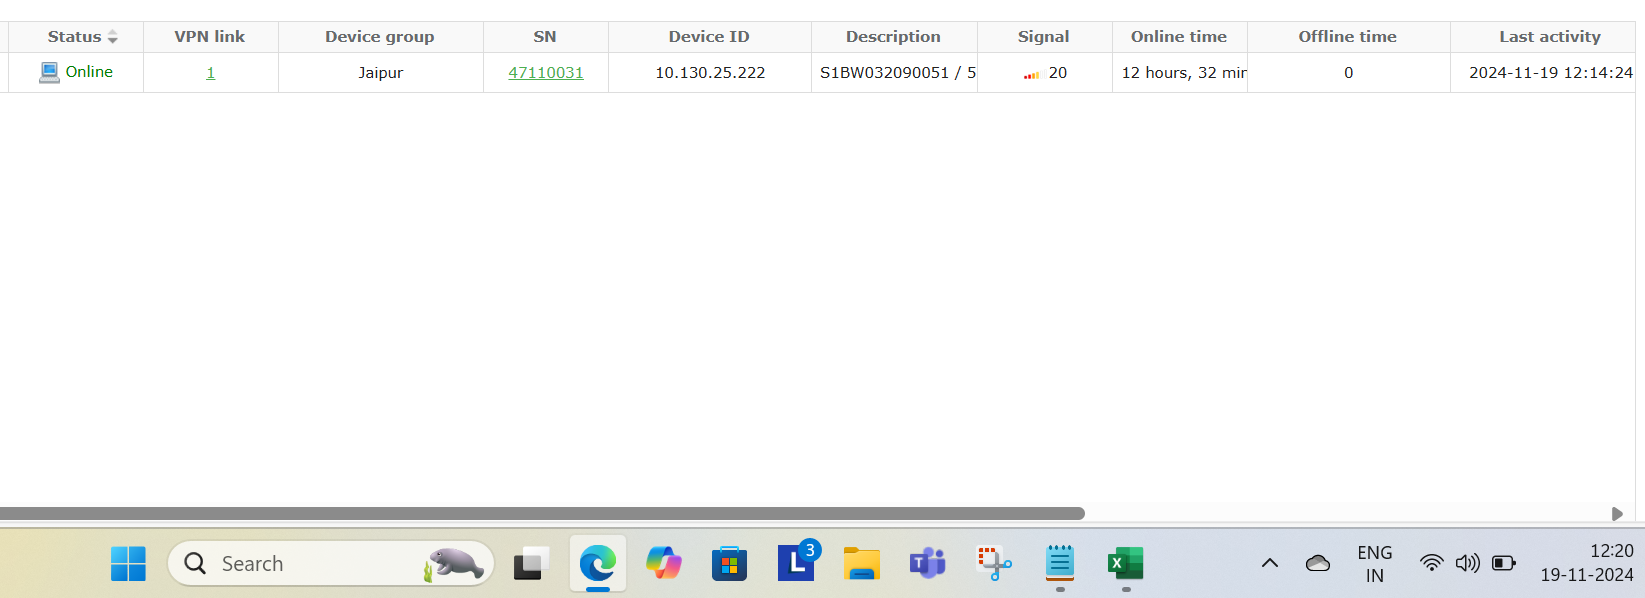 Status VPN link Device group SN Device ID Description Signal Online time Offline time Last activity
Online 1 Jaipur 47110031 10.130.25.222 S1BW032090051 / 5 20 12 hours, 32 min 0 2024-11-19 12:14:24
Search
L 3
X
ENG
IN
12:20
19-11-2024